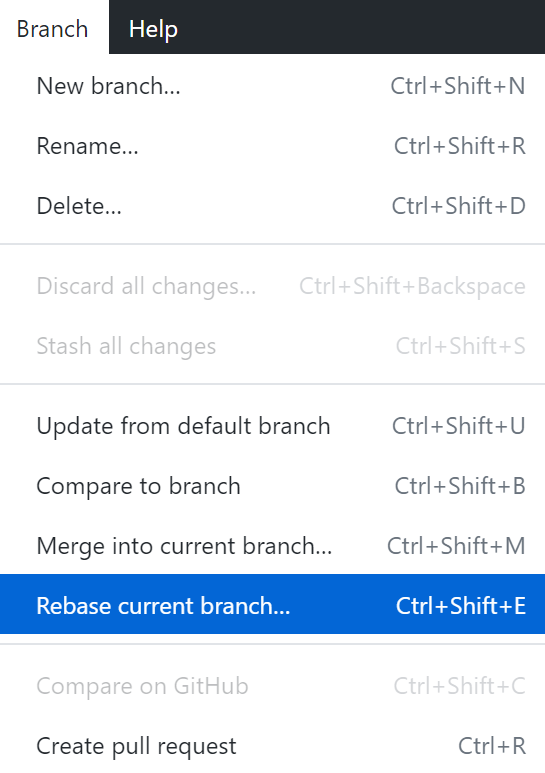 Branch Help
New branch… Ctrl+Shift+N
Rename… Ctrl+Shift+R
Delete… Ctrl+Shift+D
Discard all changes… Ctrl+Shift+Backspace
Stash all changes Ctrl+Shift+S
Update from default branch Ctrl+Shift+U
Compare to branch Ctrl+Shift+B
Merge into current branch… Ctrl+Shift+M
Rebase current branch… Ctrl+Shift+E
Compare on GitHub Ctrl+Shift+C
Create pull request Ctrl+R